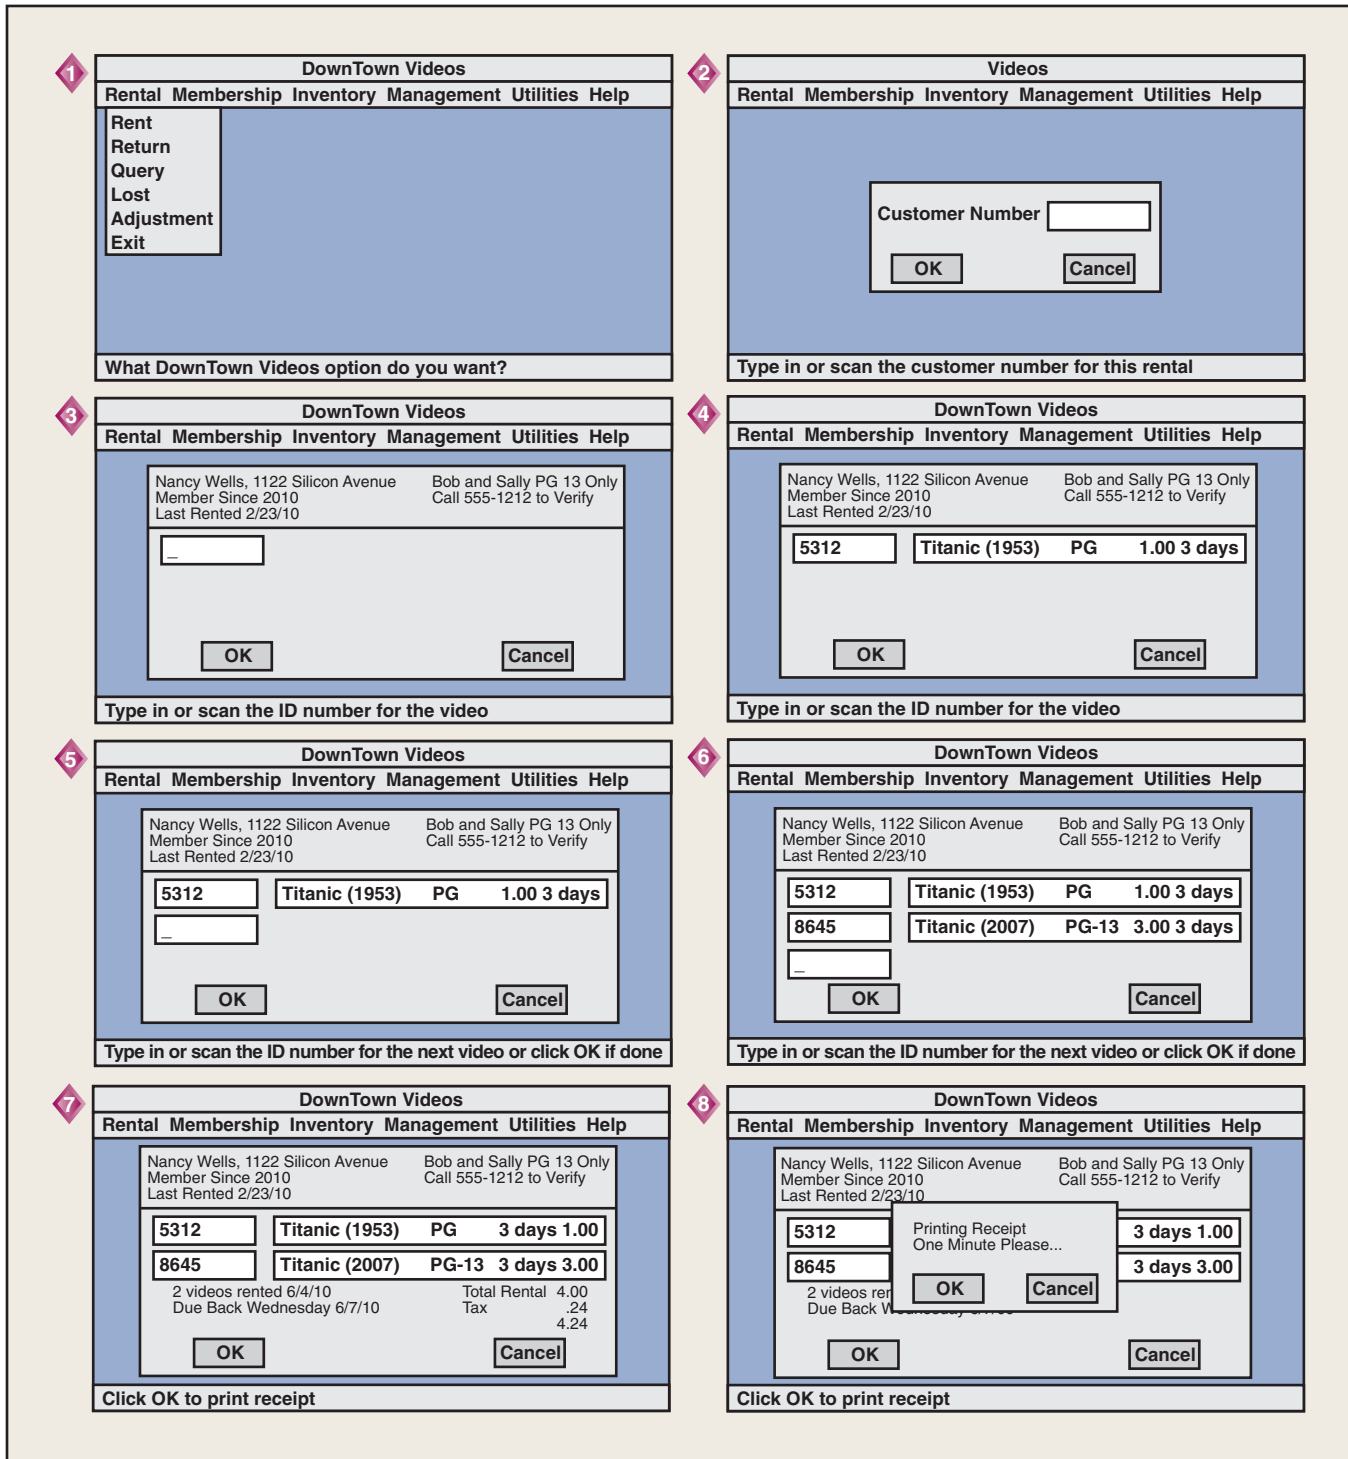 1
DownTown Videos
Rental Membership Inventory Management Utilities Help
Rent
Return
Query
Lost
Adjustment
Exit
What DownTown Videos option do you want?
2
Videos
Rental Membership Inventory Management Utilities Help
Customer Number
OK Cancel
Type in or scan the customer number for this rental
3
DownTown Videos
Rental Membership Inventory Management Utilities Help
Nancy Wells, 1122 Silicon Avenue Bob and Sally PG 13 Only
Member Since 2010 Call 555-1212 to Verify
Last Rented 2/23/10
_
OK Cancel
Type in or scan the ID number for the video
4
DownTown Videos
Rental Membership Inventory Management Utilities Help
Nancy Wells, 1122 Silicon Avenue Bob and Sally PG 13 Only
Member Since 2010 Call 555-1212 to Verify
Last Rented 2/23/10
5312 Titanic (1953) PG 1.00 3 days
OK Cancel
Type in or scan the ID number for the video
5
DownTown Videos
Rental Membership Inventory Management Utilities Help
Nancy Wells, 1122 Silicon Avenue Bob and Sally PG 13 Only
Member Since 2010 Call 555-1212 to Verify
Last Rented 2/23/10
5312 Titanic (1953) PG 1.00 3 days
_
OK Cancel
Type in or scan the ID number for the next video or click OK if done
6
DownTown Videos
Rental Membership Inventory Management Utilities Help
Nancy Wells, 1122 Silicon Avenue Bob and Sally PG 13 Only
Member Since 2010 Call 555-1212 to Verify
Last Rented 2/23/10
5312 Titanic (1953) PG 1.00 3 days
8645 Titanic (2007) PG-13 3.00 3 days
_
OK Cancel
Type in or scan the ID number for the next video or click OK if done
7
DownTown Videos
Rental Membership Inventory Management Utilities Help
Nancy Wells, 1122 Silicon Avenue Bob and Sally PG 13 Only
Member Since 2010 Call 555-1212 to Verify
Last Rented 2/23/10
5312 Titanic (1953) PG 3 days 1.00
8645 Titanic (2007) PG-13 3 days 3.00
2 videos rented 6/4/10 Total Rental 4.00
Due Back Wednesday 6/7/10 Tax .24
4.24
OK Cancel
Click OK to print receipt
8
DownTown Videos
Rental Membership Inventory Management Utilities Help
Nancy Wells, 1122 Silicon Avenue Bob and Sally PG 13 Only
Member Since 2010 Call 555-1212 to Verify
Last Rented 2/23/10
Printing Receipt
One Minute Please...
OK Cancel
5312 3 days 1.00
8645 3 days 3.00
2 videos ren
Due Back
OK Cancel
Click OK to print receipt